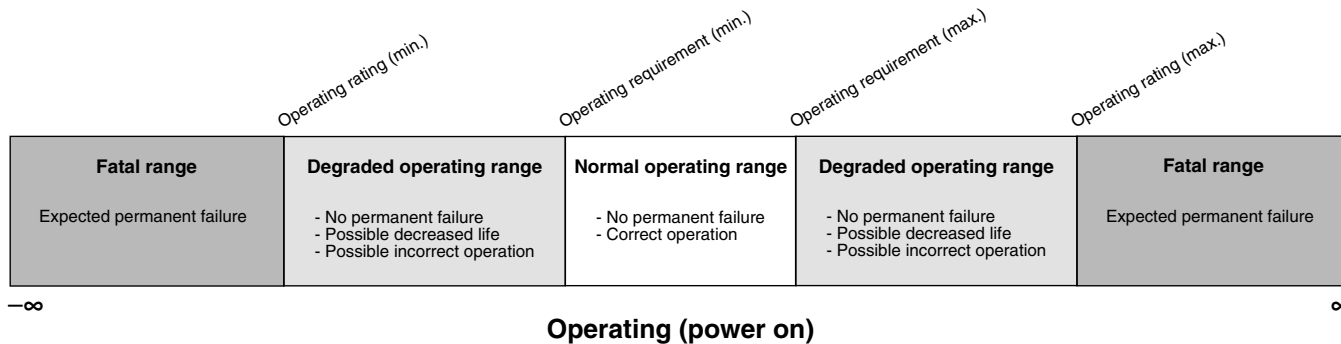 Operating rating (min.)
Operating requirement (min.)
Operating requirement (max.)
Operating rating (max.)
Fatal range
Degraded operating range
Normal operating range
Degraded operating range
Fatal range
Expected permanent failure
- No permanent failure
- Possible decreased life
- Possible incorrect operation
- No permanent failure
- Correct operation
- No permanent failure
- Possible decreased life
- Possible incorrect operation
Expected permanent failure
–∞
∞
Operating (power on)